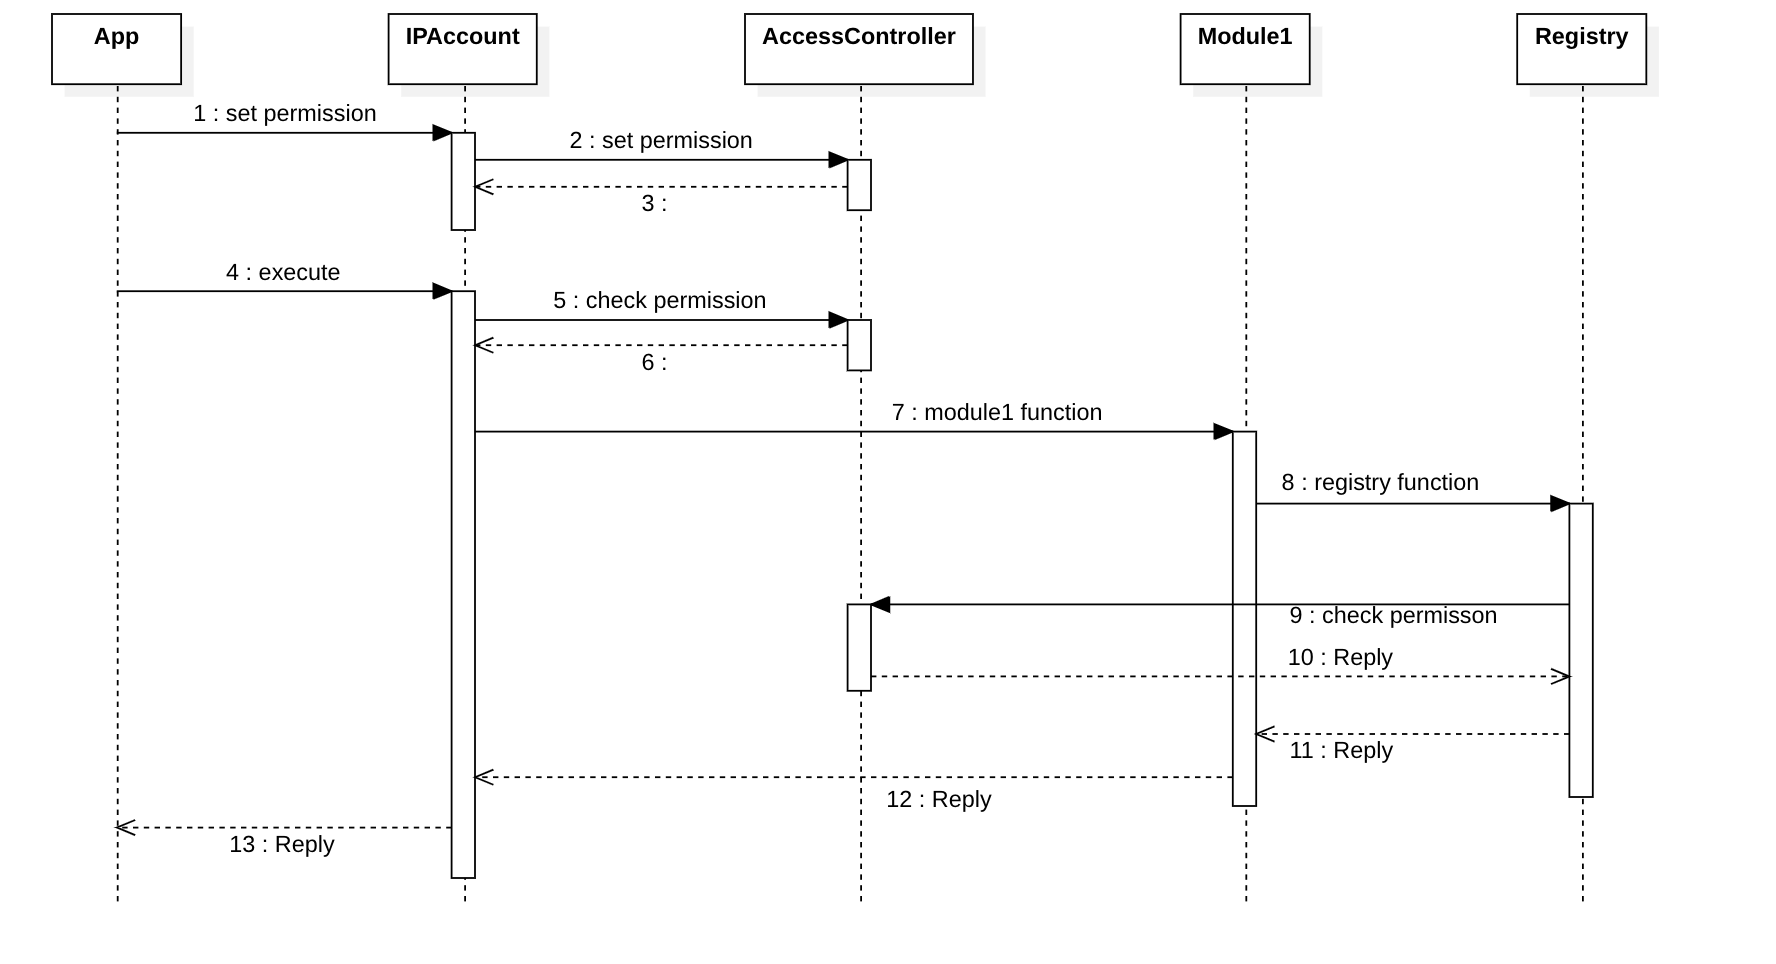 App
IPAccount
AccessController
Module1
Registry
1 : set permission
2 : set permission
3 :
4 : execute
5 : check permission
6 :
7 : module1 function
8 : registry function
9 : check permisson
10 : Reply
11 : Reply
12 : Reply
13 : Reply